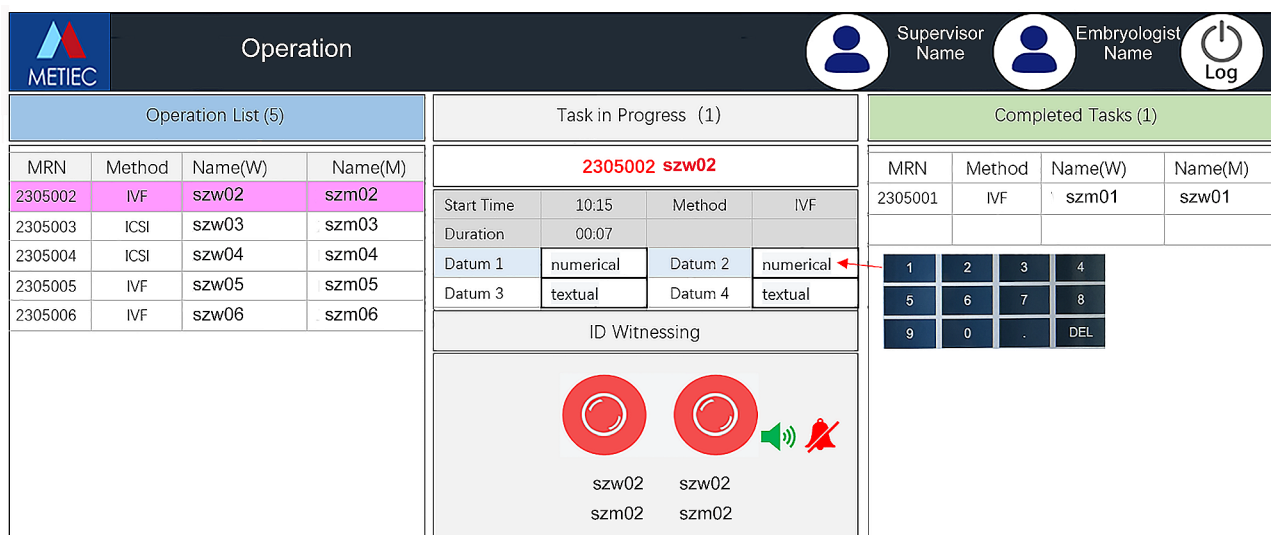 METIEC
Operation
Supervisor Name
Embryologist Name
Log
Operation List (5)
MRN Method Name(W) Name(M)
2305002 IVF szw02 szm02
2305003 ICSI szw03 szm03
2305004 ICSI szw04 szm04
2305005 IVF szw05 szm05
2305006 IVF szw06 szm06
Task in Progress (1)
2305002 szw02
Start Time 10:15 Method IVF
Duration 00:07
Datum 1 numerical Datum 2 numerical
Datum 3 textual Datum 4 textual
ID Witnessing
szw02 szw02
szm02 szm02
Completed Tasks (1)
MRN Method Name(W) Name(M)
2305001 IVF szm01 szw01
1 2 3 4
5 6 7 8
9 0 . DEL